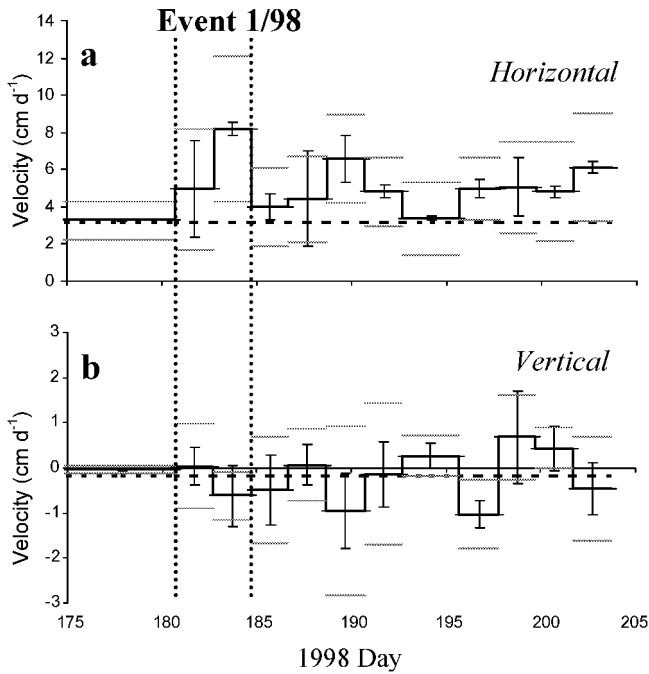 Event 1/98
a
Horizontal
Velocity (cm d⁻¹)
14
12
10
8
6
4
2
0
b
Vertical
Velocity (cm d⁻¹)
3
2
1
0
-1
-2
-3
175 180 185 190 195 200 205
1998 Day